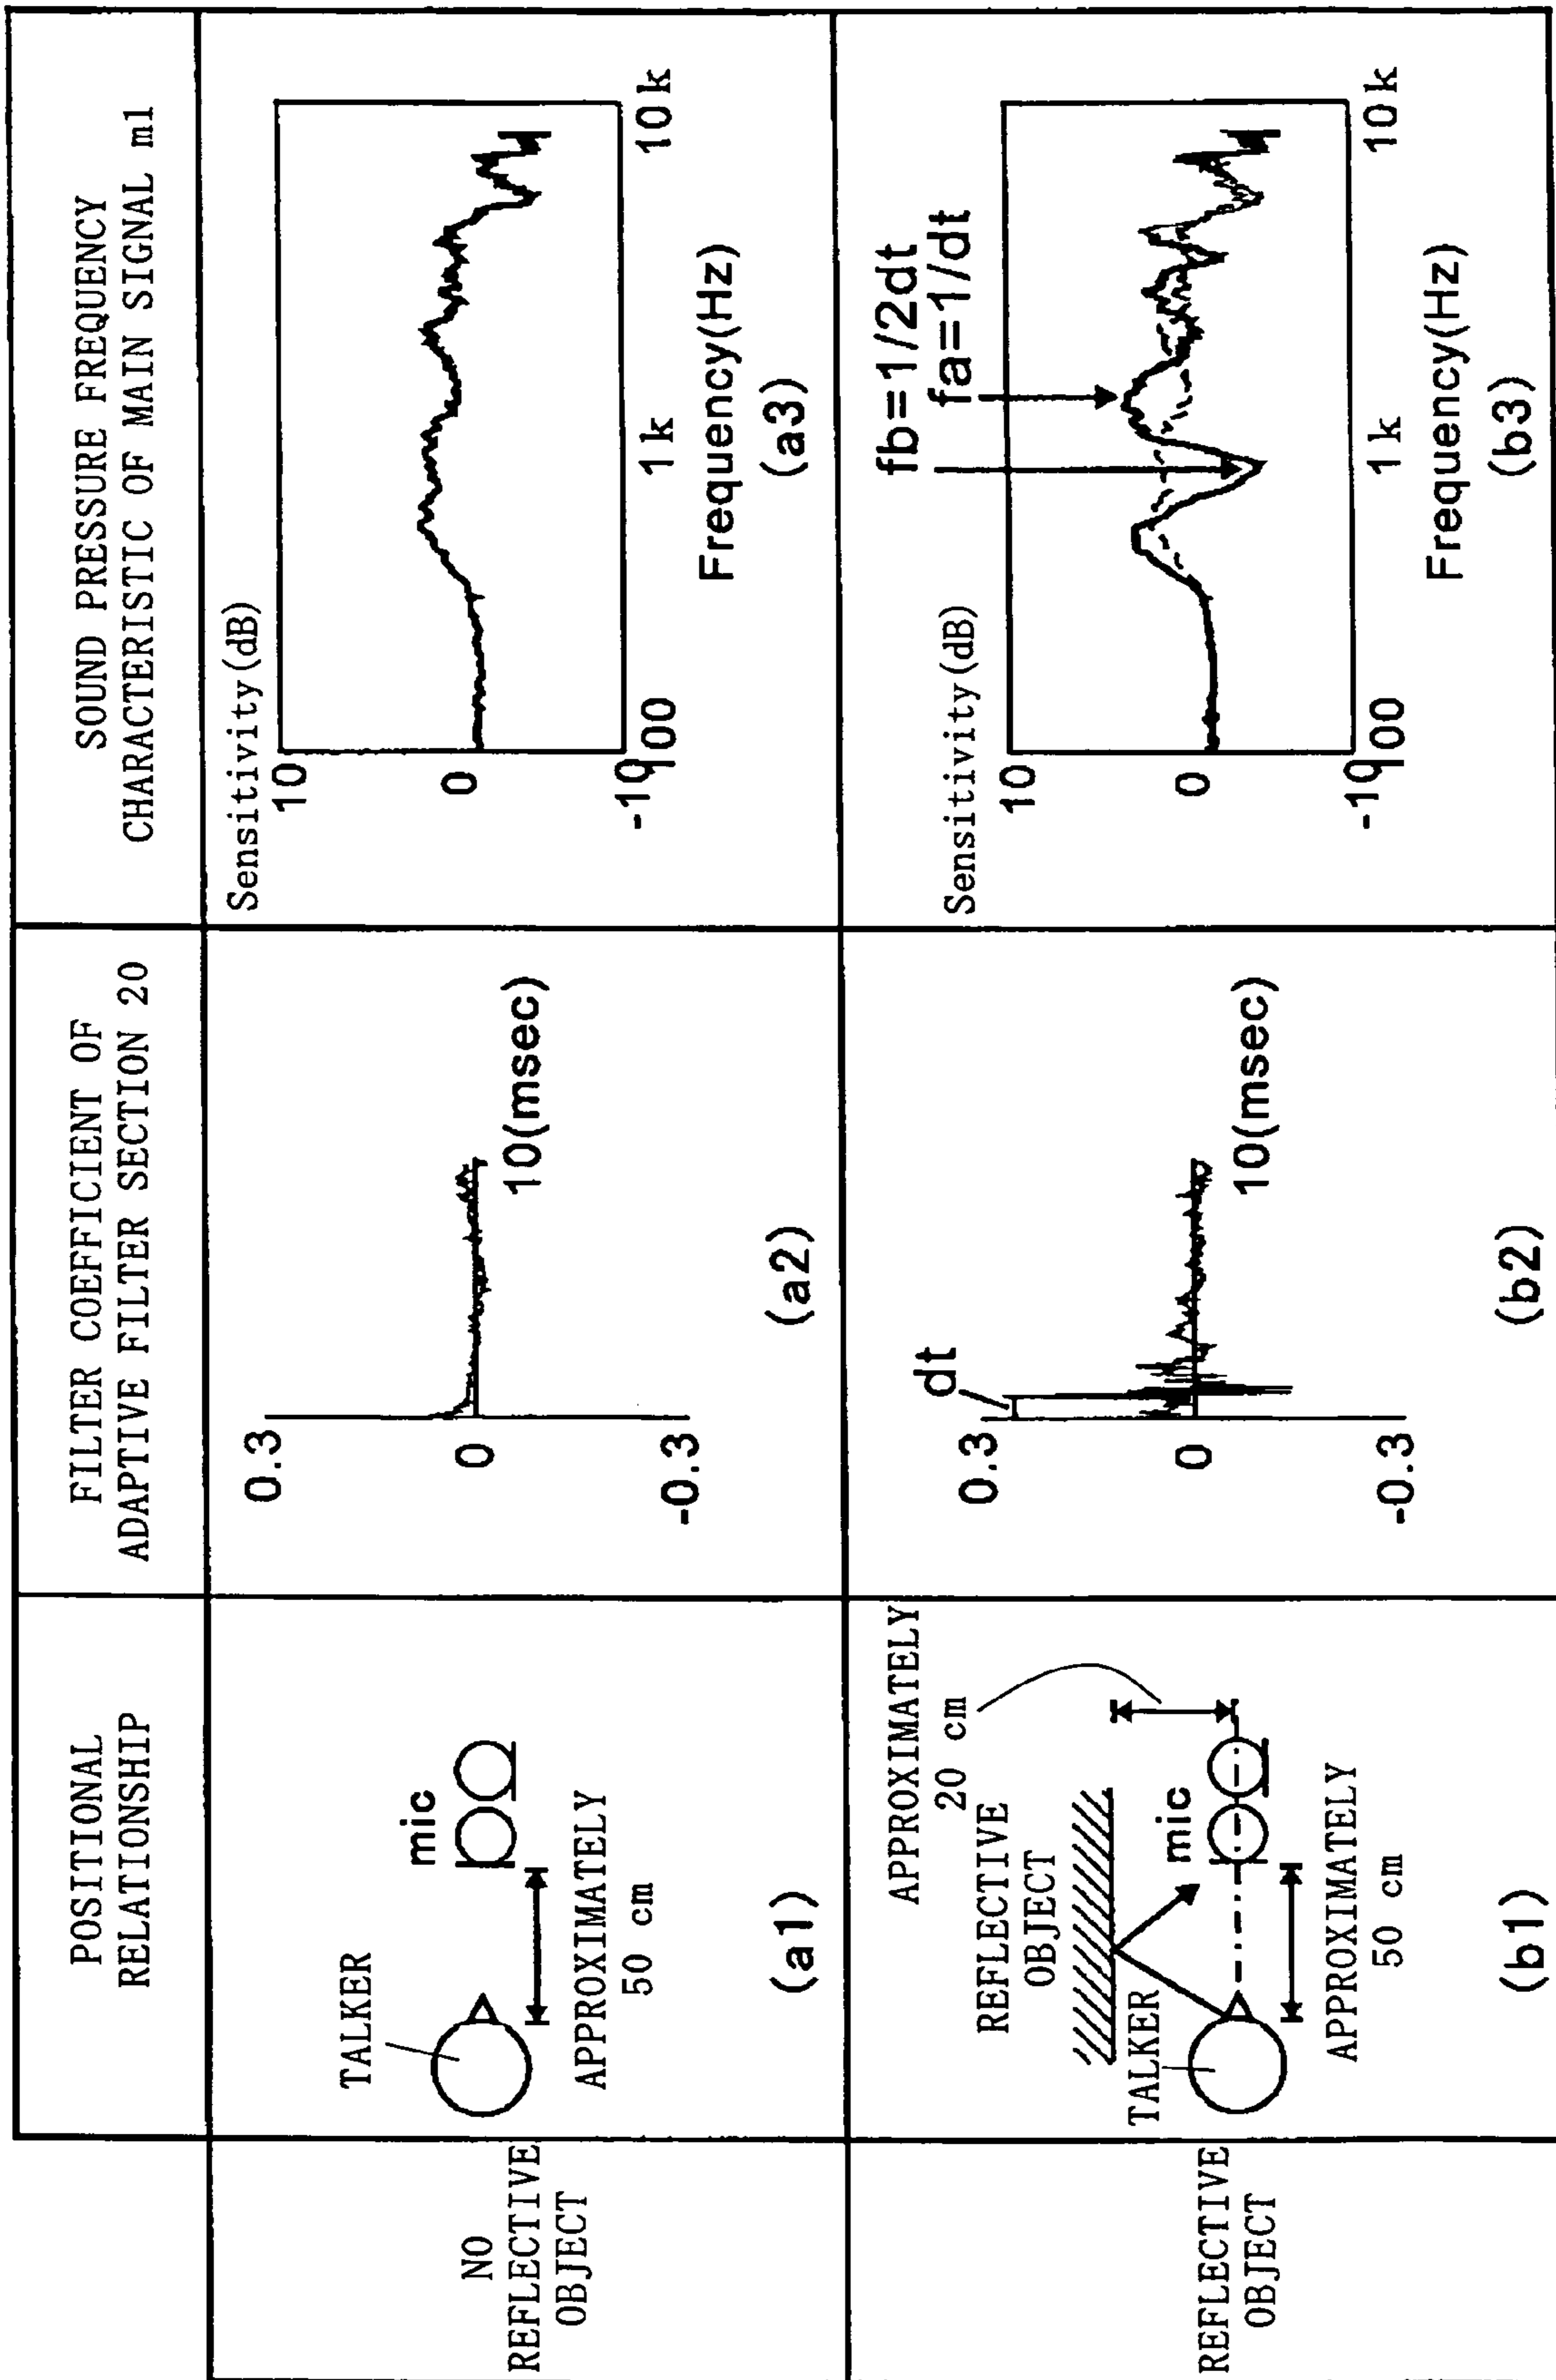 POSITIONAL
RELATIONSHIP
FILTER COEFFICIENT OF
ADAPTIVE FILTER SECTION 20
SOUND PRESSURE FREQUENCY
CHARACTERISTIC OF MAIN SIGNAL m1
NO
REFLECTIVE
OBJECT
TALKER
mic
APPROXIMATELY
50 cm
(a1)
0.3
0
-0.3
10(msec)
(a2)
Sensitivity(dB)
10
0
-10
100
1k
10k
Frequency(Hz)
(a3)
REFLECTIVE
OBJECT
APPROXIMATELY
20 cm
REFLECTIVE
OBJECT
TALKER
mic
APPROXIMATELY
50 cm
(b1)
dt
0.3
0
-0.3
10(msec)
(b2)
fb=1/2dt
fa=1/dt
Sensitivity(dB)
10
0
-10
100
1k
10k
Frequency(Hz)
(b3)